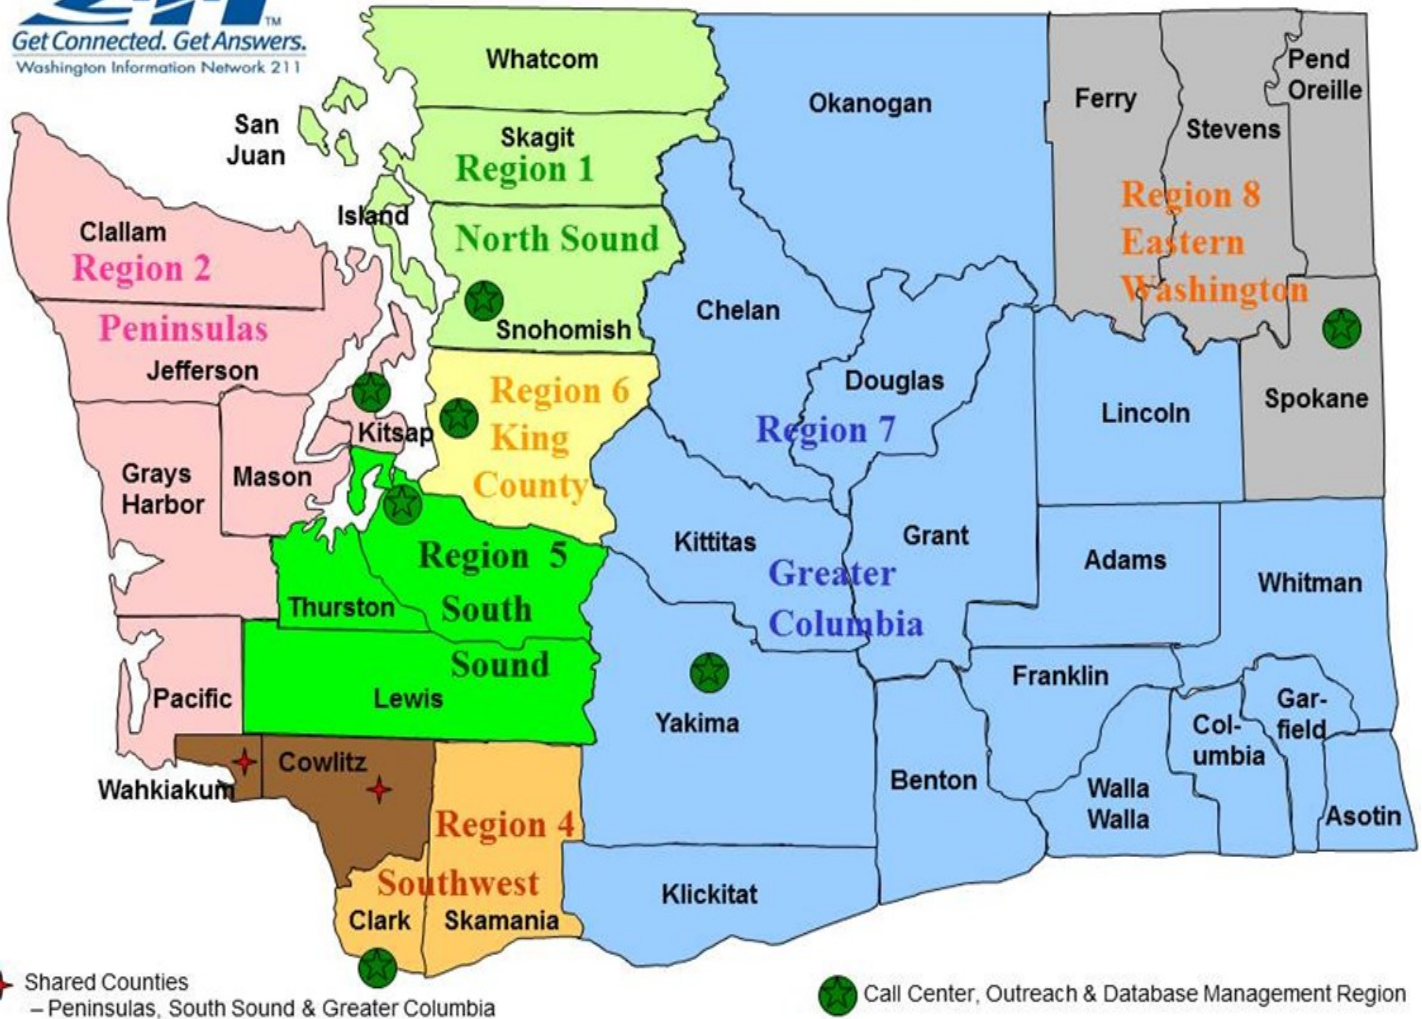 211
TM
Get Connected. Get Answers.
Washington Information Network 211
Whatcom
Okanogan
Ferry
Pend
Oreille
Stevens
San
Juan
Skagit
Region 1
Island
North Sound
Snohomish
Region 8
Eastern
Washington
Clallam
Region 2
Peninsulas
Jefferson
Chelan
Douglas
Region 7
Lincoln
Spokane
Region 6
King
County
Kitsap
Grays
Harbor
Mason
Kittitas
Grant
Adams
Whitman
Greater
Columbia
Region 5
South
Sound
Thurston
Lewis
Pacific
Yakima
Franklin
Gar-
field
Col-
umbia
Benton
Walla
Walla
Asotin
Wahkiakum
Cowlitz
Region 4
Southwest
Clark
Skamania
Klickitat
Shared Counties
– Peninsulas, South Sound & Greater Columbia
Call Center, Outreach & Database Management Region